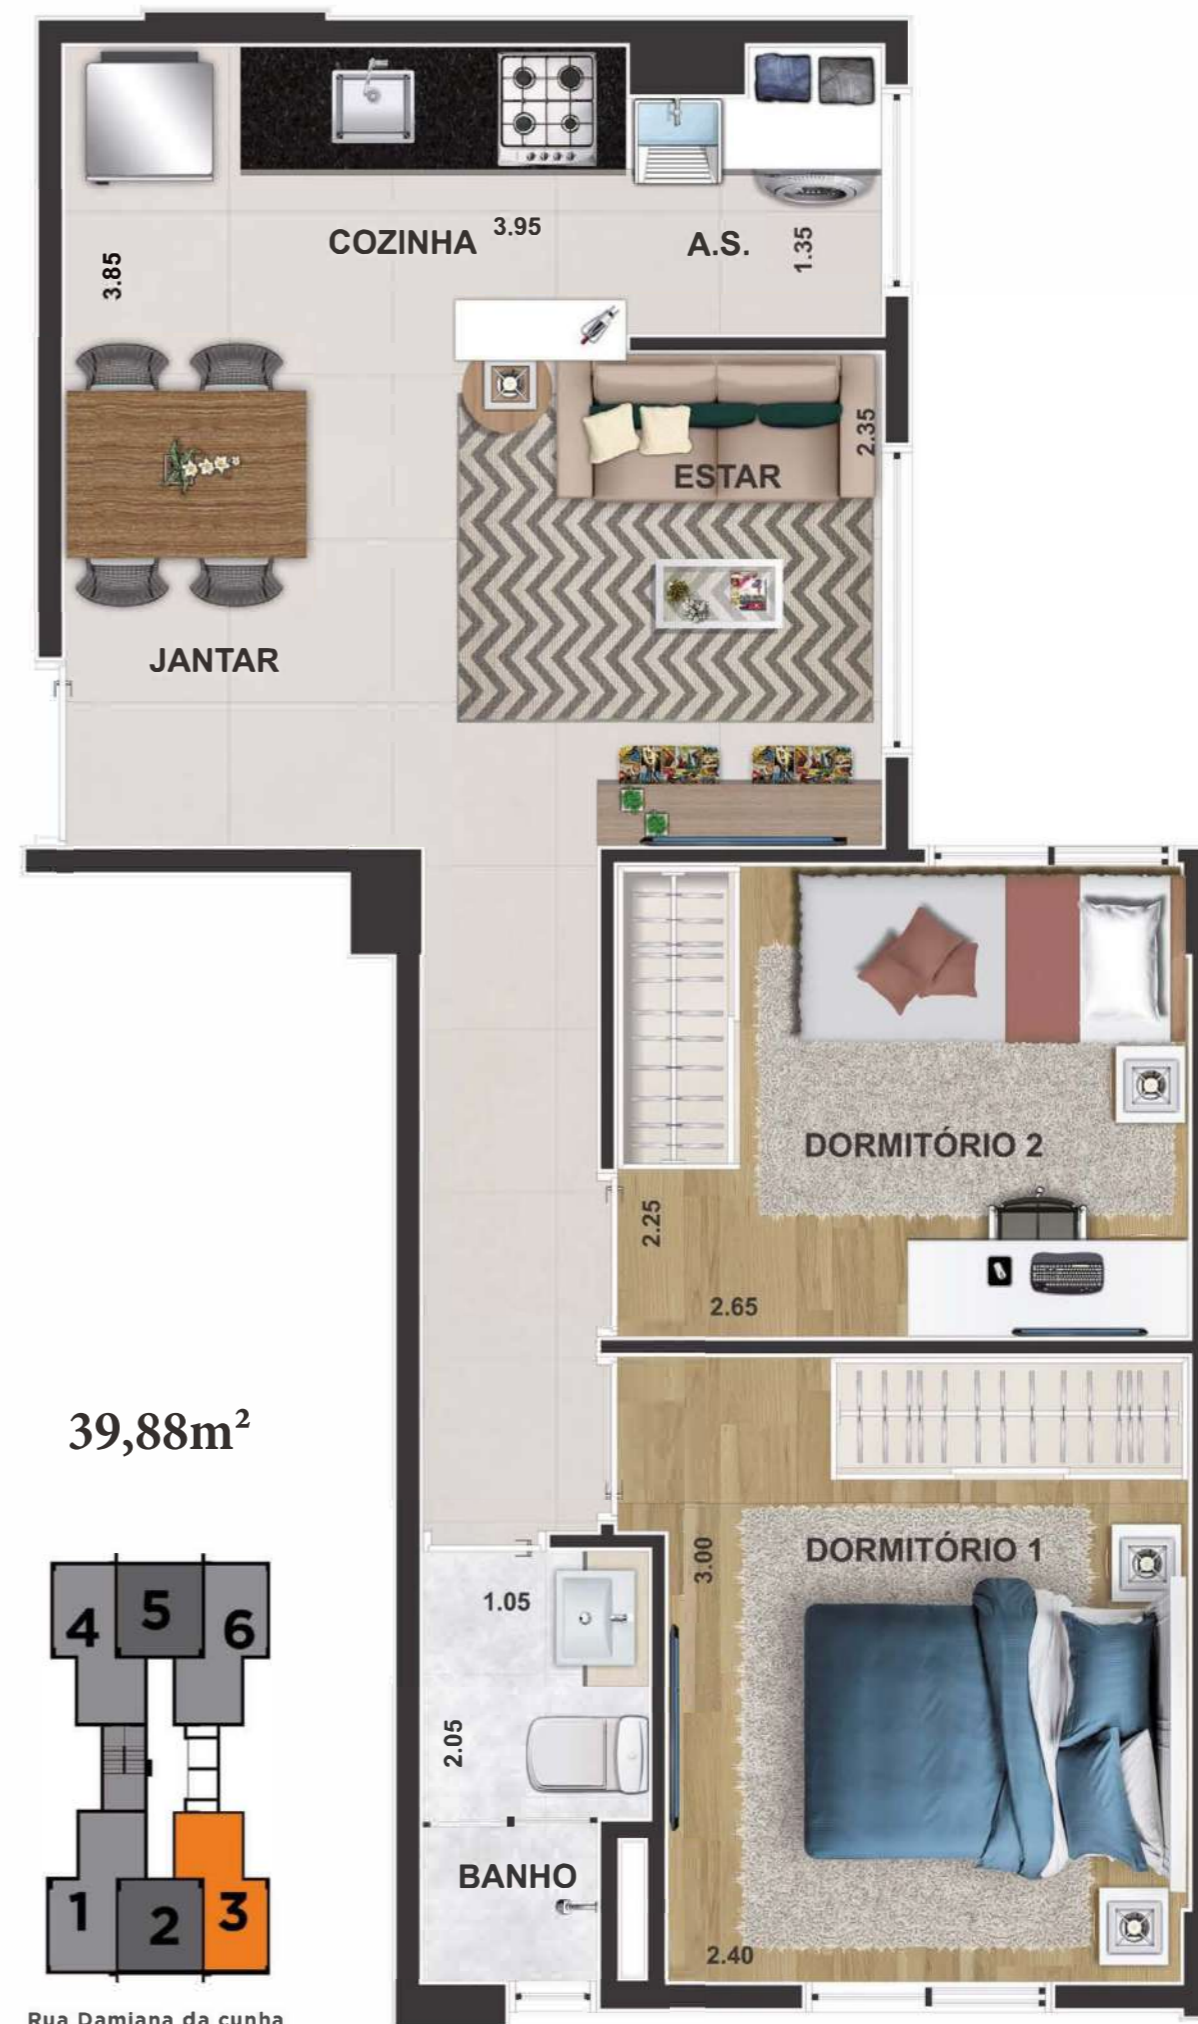 COZINHA
3.95
A.S.
1.35
3.85
2.35
ESTAR
JANTAR
DORMITÓRIO 2
2.25
2.65
39,88m²
DORMITÓRIO 1
3.00
1.05
2.05
BANHO
2.40
4
5
6
1
2
3
Rua Damiana da cunha